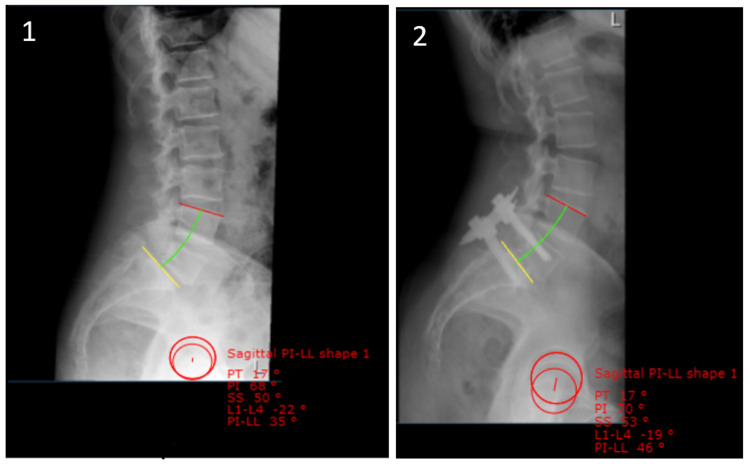 1
Sagittal PI-LL shape 1
PT 17 °
PI 68 °
SS 50 °
L1-L4 -22 °
PI-LL 35 °
2
L
Sagittal PI-LL shape 1
PT 17 °
PI 70 °
SS 53 °
L1-L4 -19 °
PI-LL 46 °